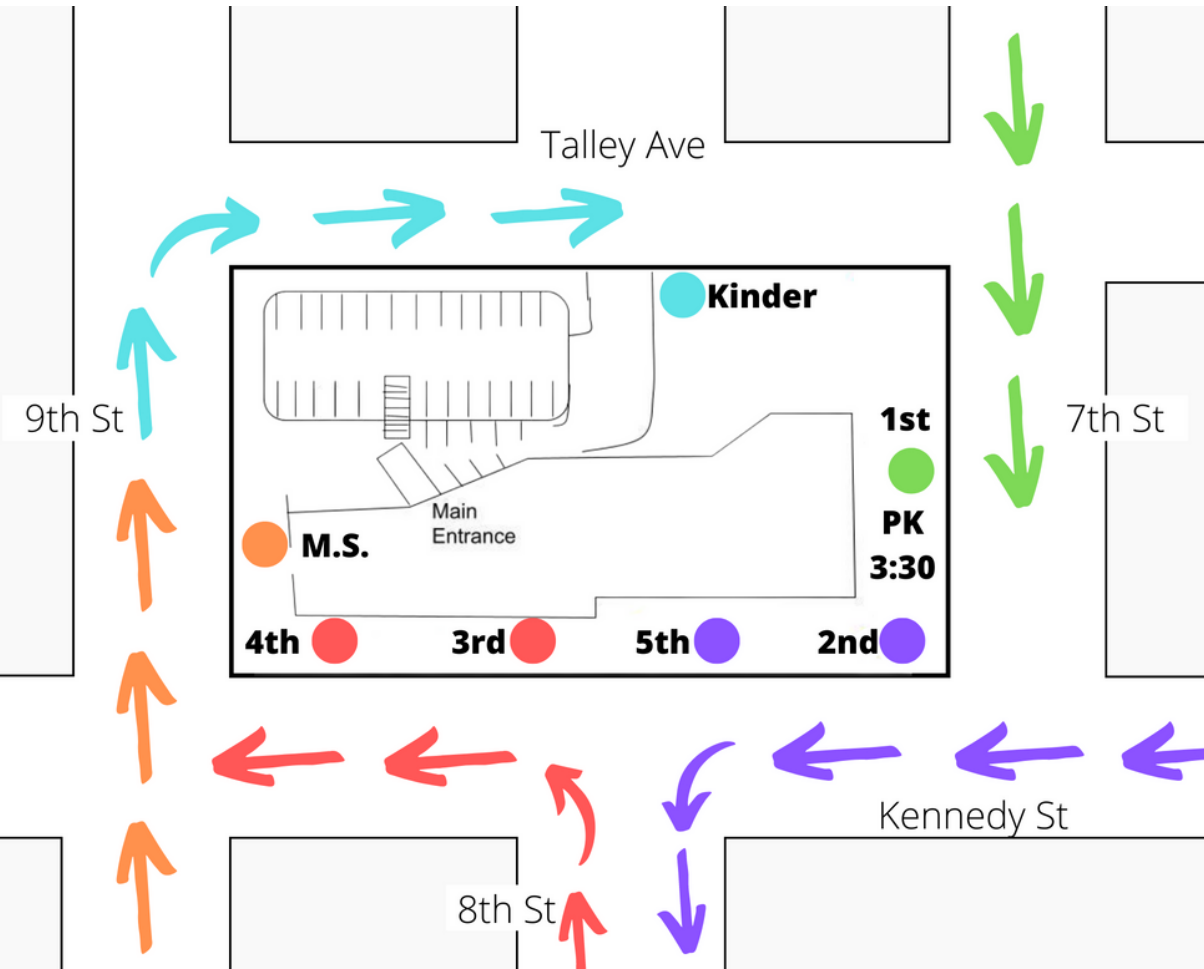 Talley Ave
Kinder
9th St
1st
7th St
Main
Entrance
PK
3:30
M.S.
4th
3rd
5th
2nd
Kennedy St
8th St